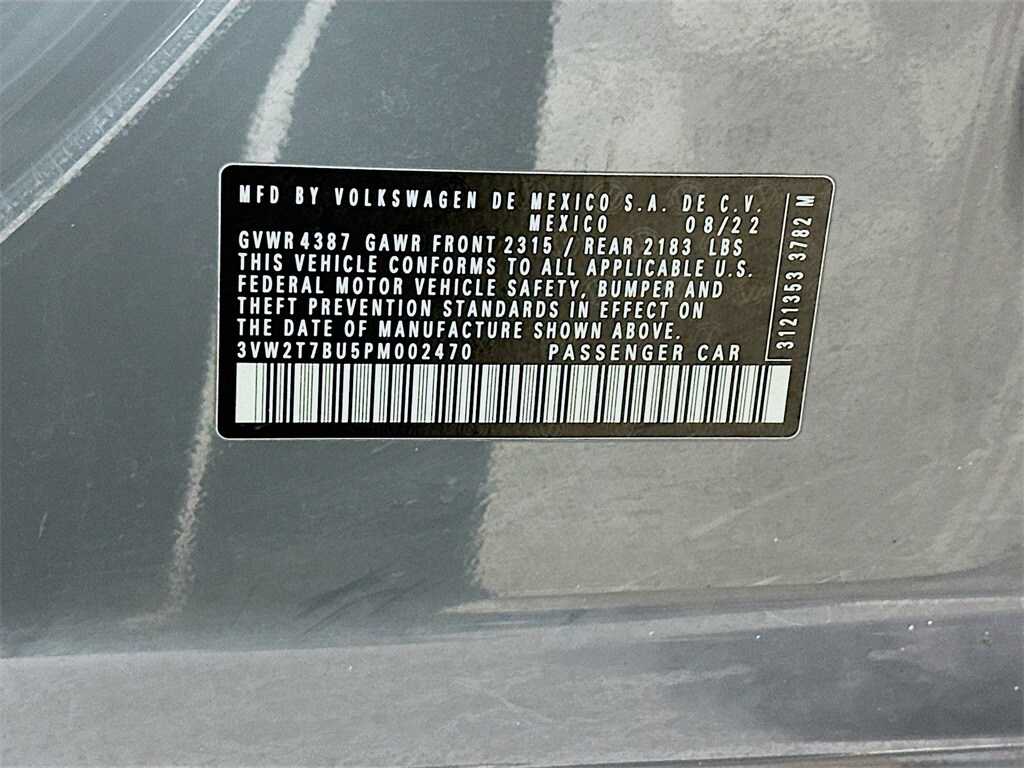 MFD BY VOLKSWAGEN DE MEXICO S.A. DE C.V.
MEXICO 08/22
GVWR 4387 GAWR FRONT 2315 / REAR 2183 LBS
THIS VEHICLE CONFORMS TO ALL APPLICABLE U.S.
FEDERAL MOTOR VEHICLE SAFETY, BUMPER AND
THEFT PREVENTION STANDARDS IN EFFECT ON
THE DATE OF MANUFACTURE SHOWN ABOVE.
3VW2T7BU5PM002470 PASSENGER CAR
3121353 3782 M